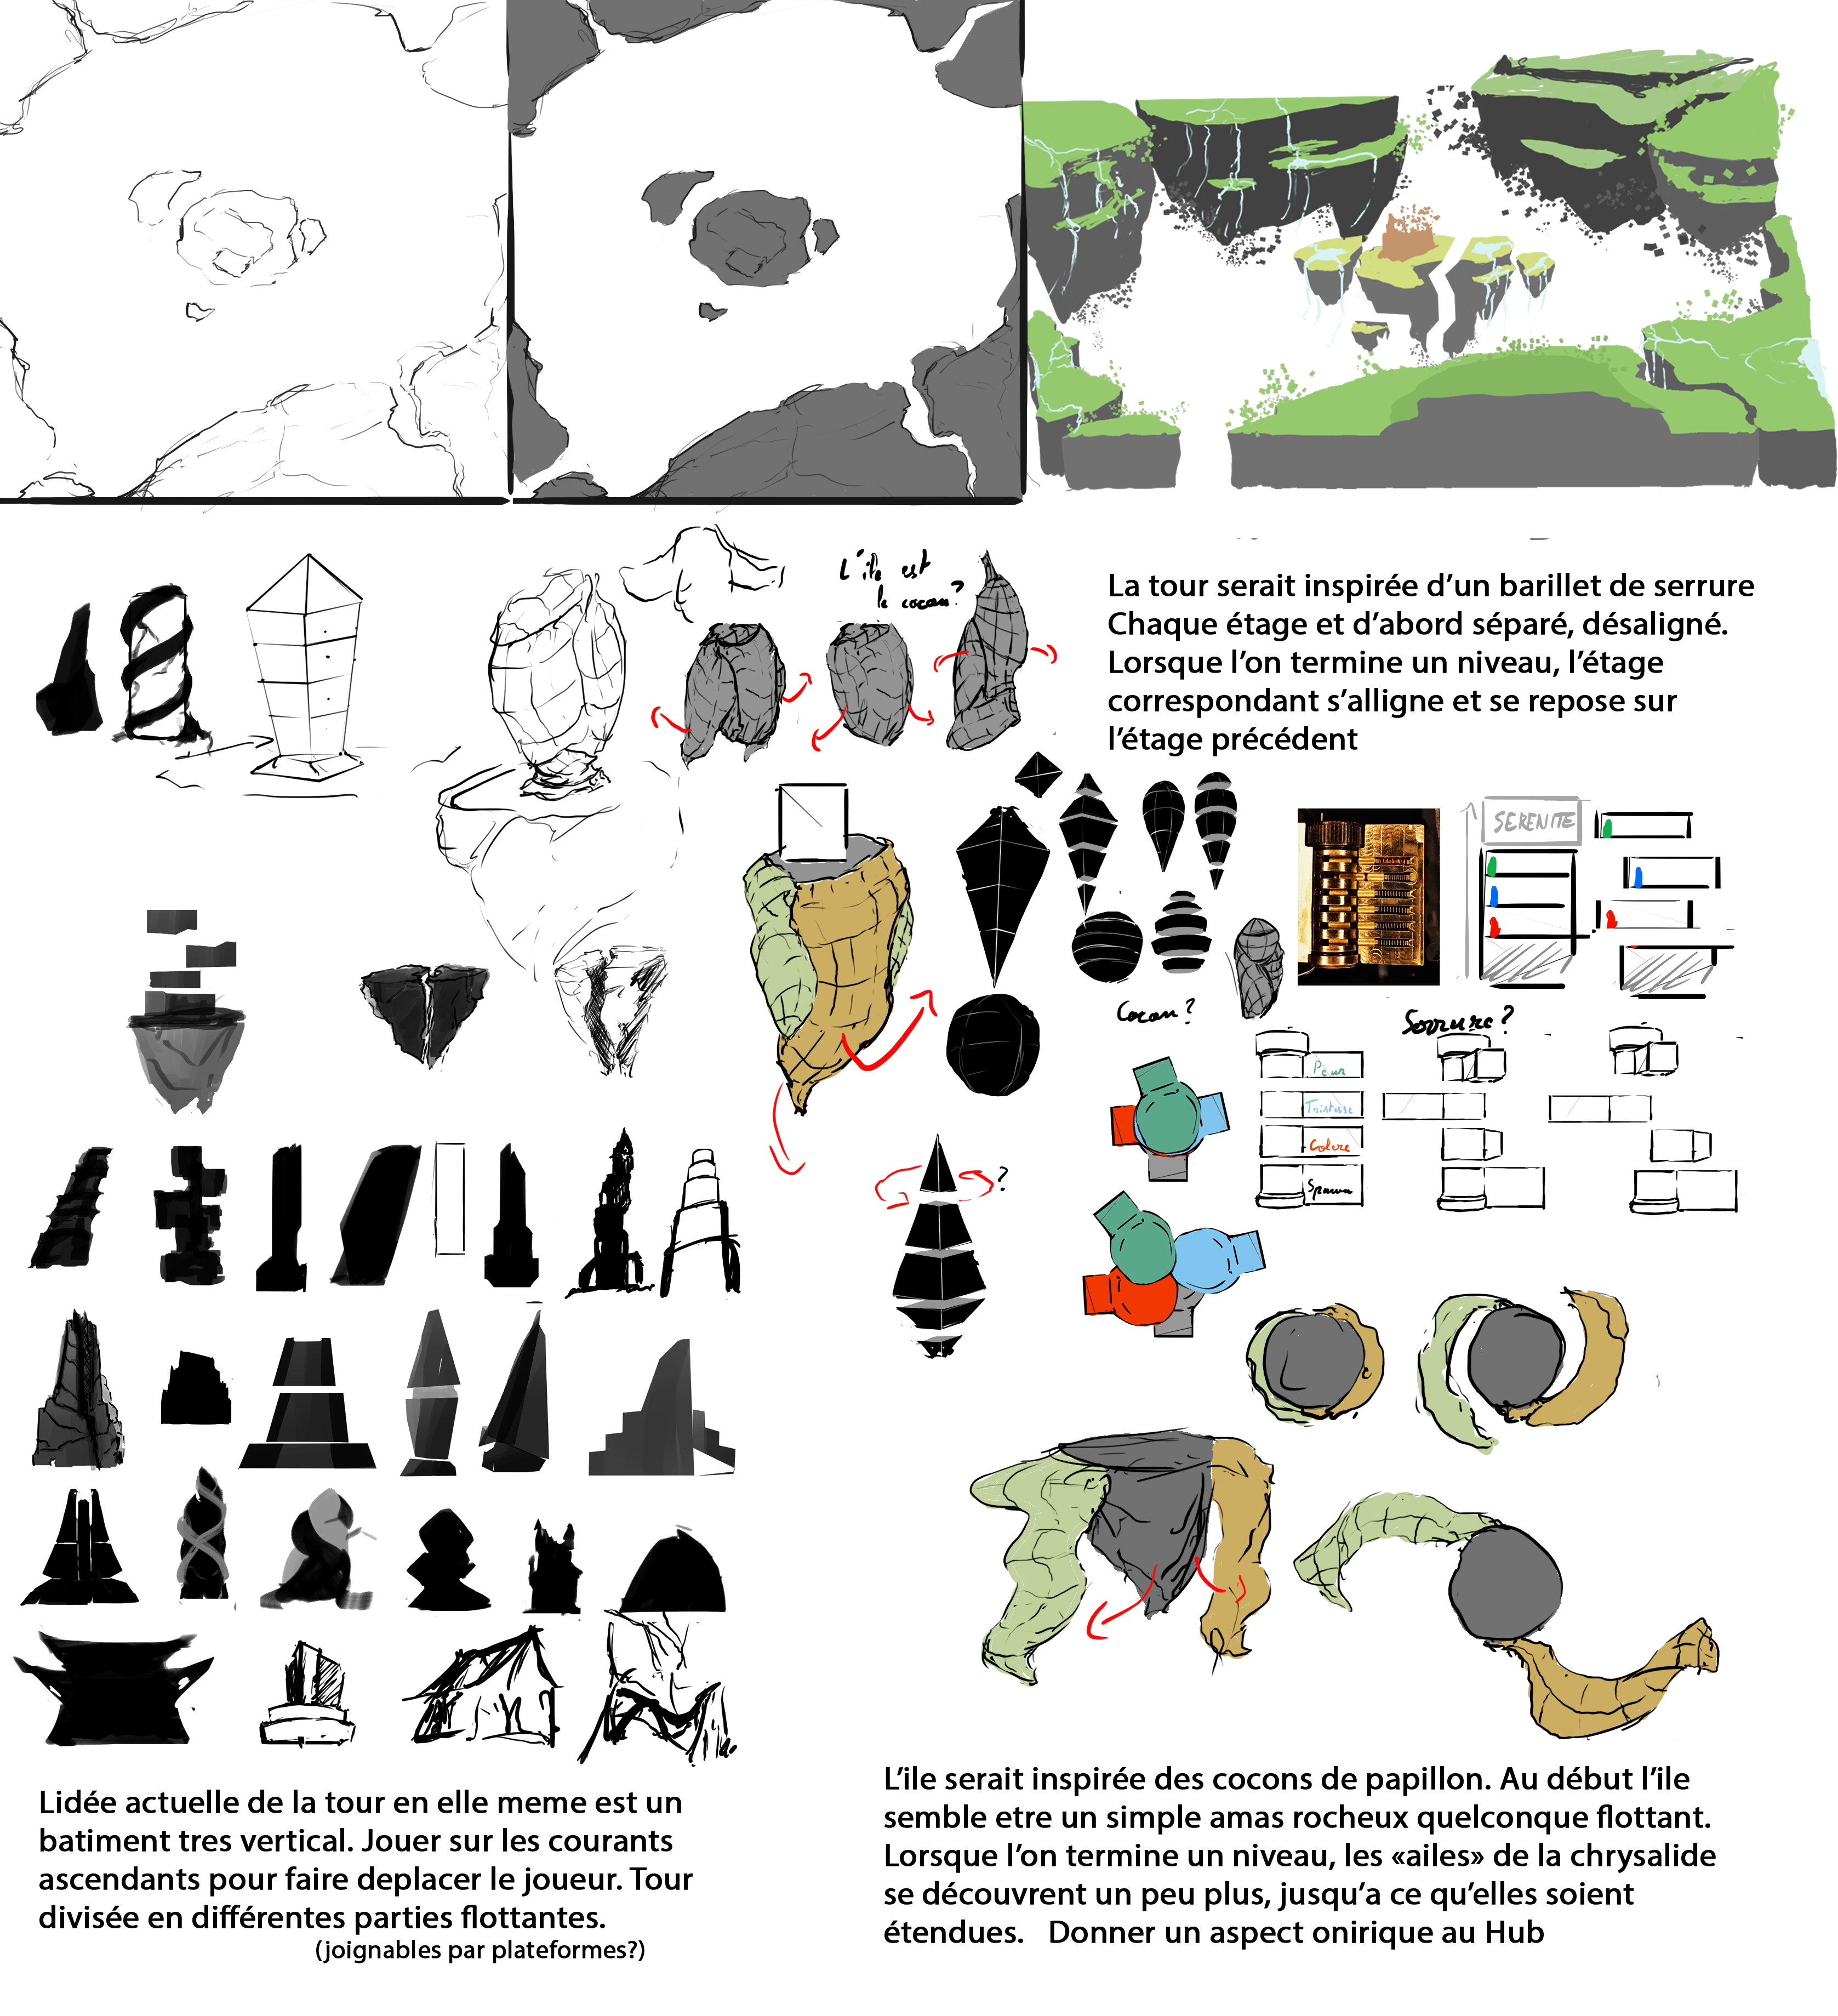 L'ile est
le cocon?
La tour serait inspirée d'un barillet de serrure
Chaque étage et d'abord séparé, désaligné.
Lorsque l'on termine un niveau, l'étage
correspondant s'alligne et se repose sur
l'étage précédent
SERENITE
Cocon?
Serrure?
Peur
Tristesse
Colere
Spawn
?
Lidée actuelle de la tour en elle meme est un
batiment tres vertical. Jouer sur les courants
ascendants pour faire deplacer le joueur. Tour
divisée en différentes parties flottantes.
(joignables par plateformes?)
L'ile serait inspirée des cocons de papillon. Au début l'ile
semble etre un simple amas rocheux quelconque flottant.
Lorsque l'on termine un niveau, les «ailes» de la chrysalide
se découvrent un peu plus, jusqu'a ce qu'elles soient
étendues. Donner un aspect onirique au Hub